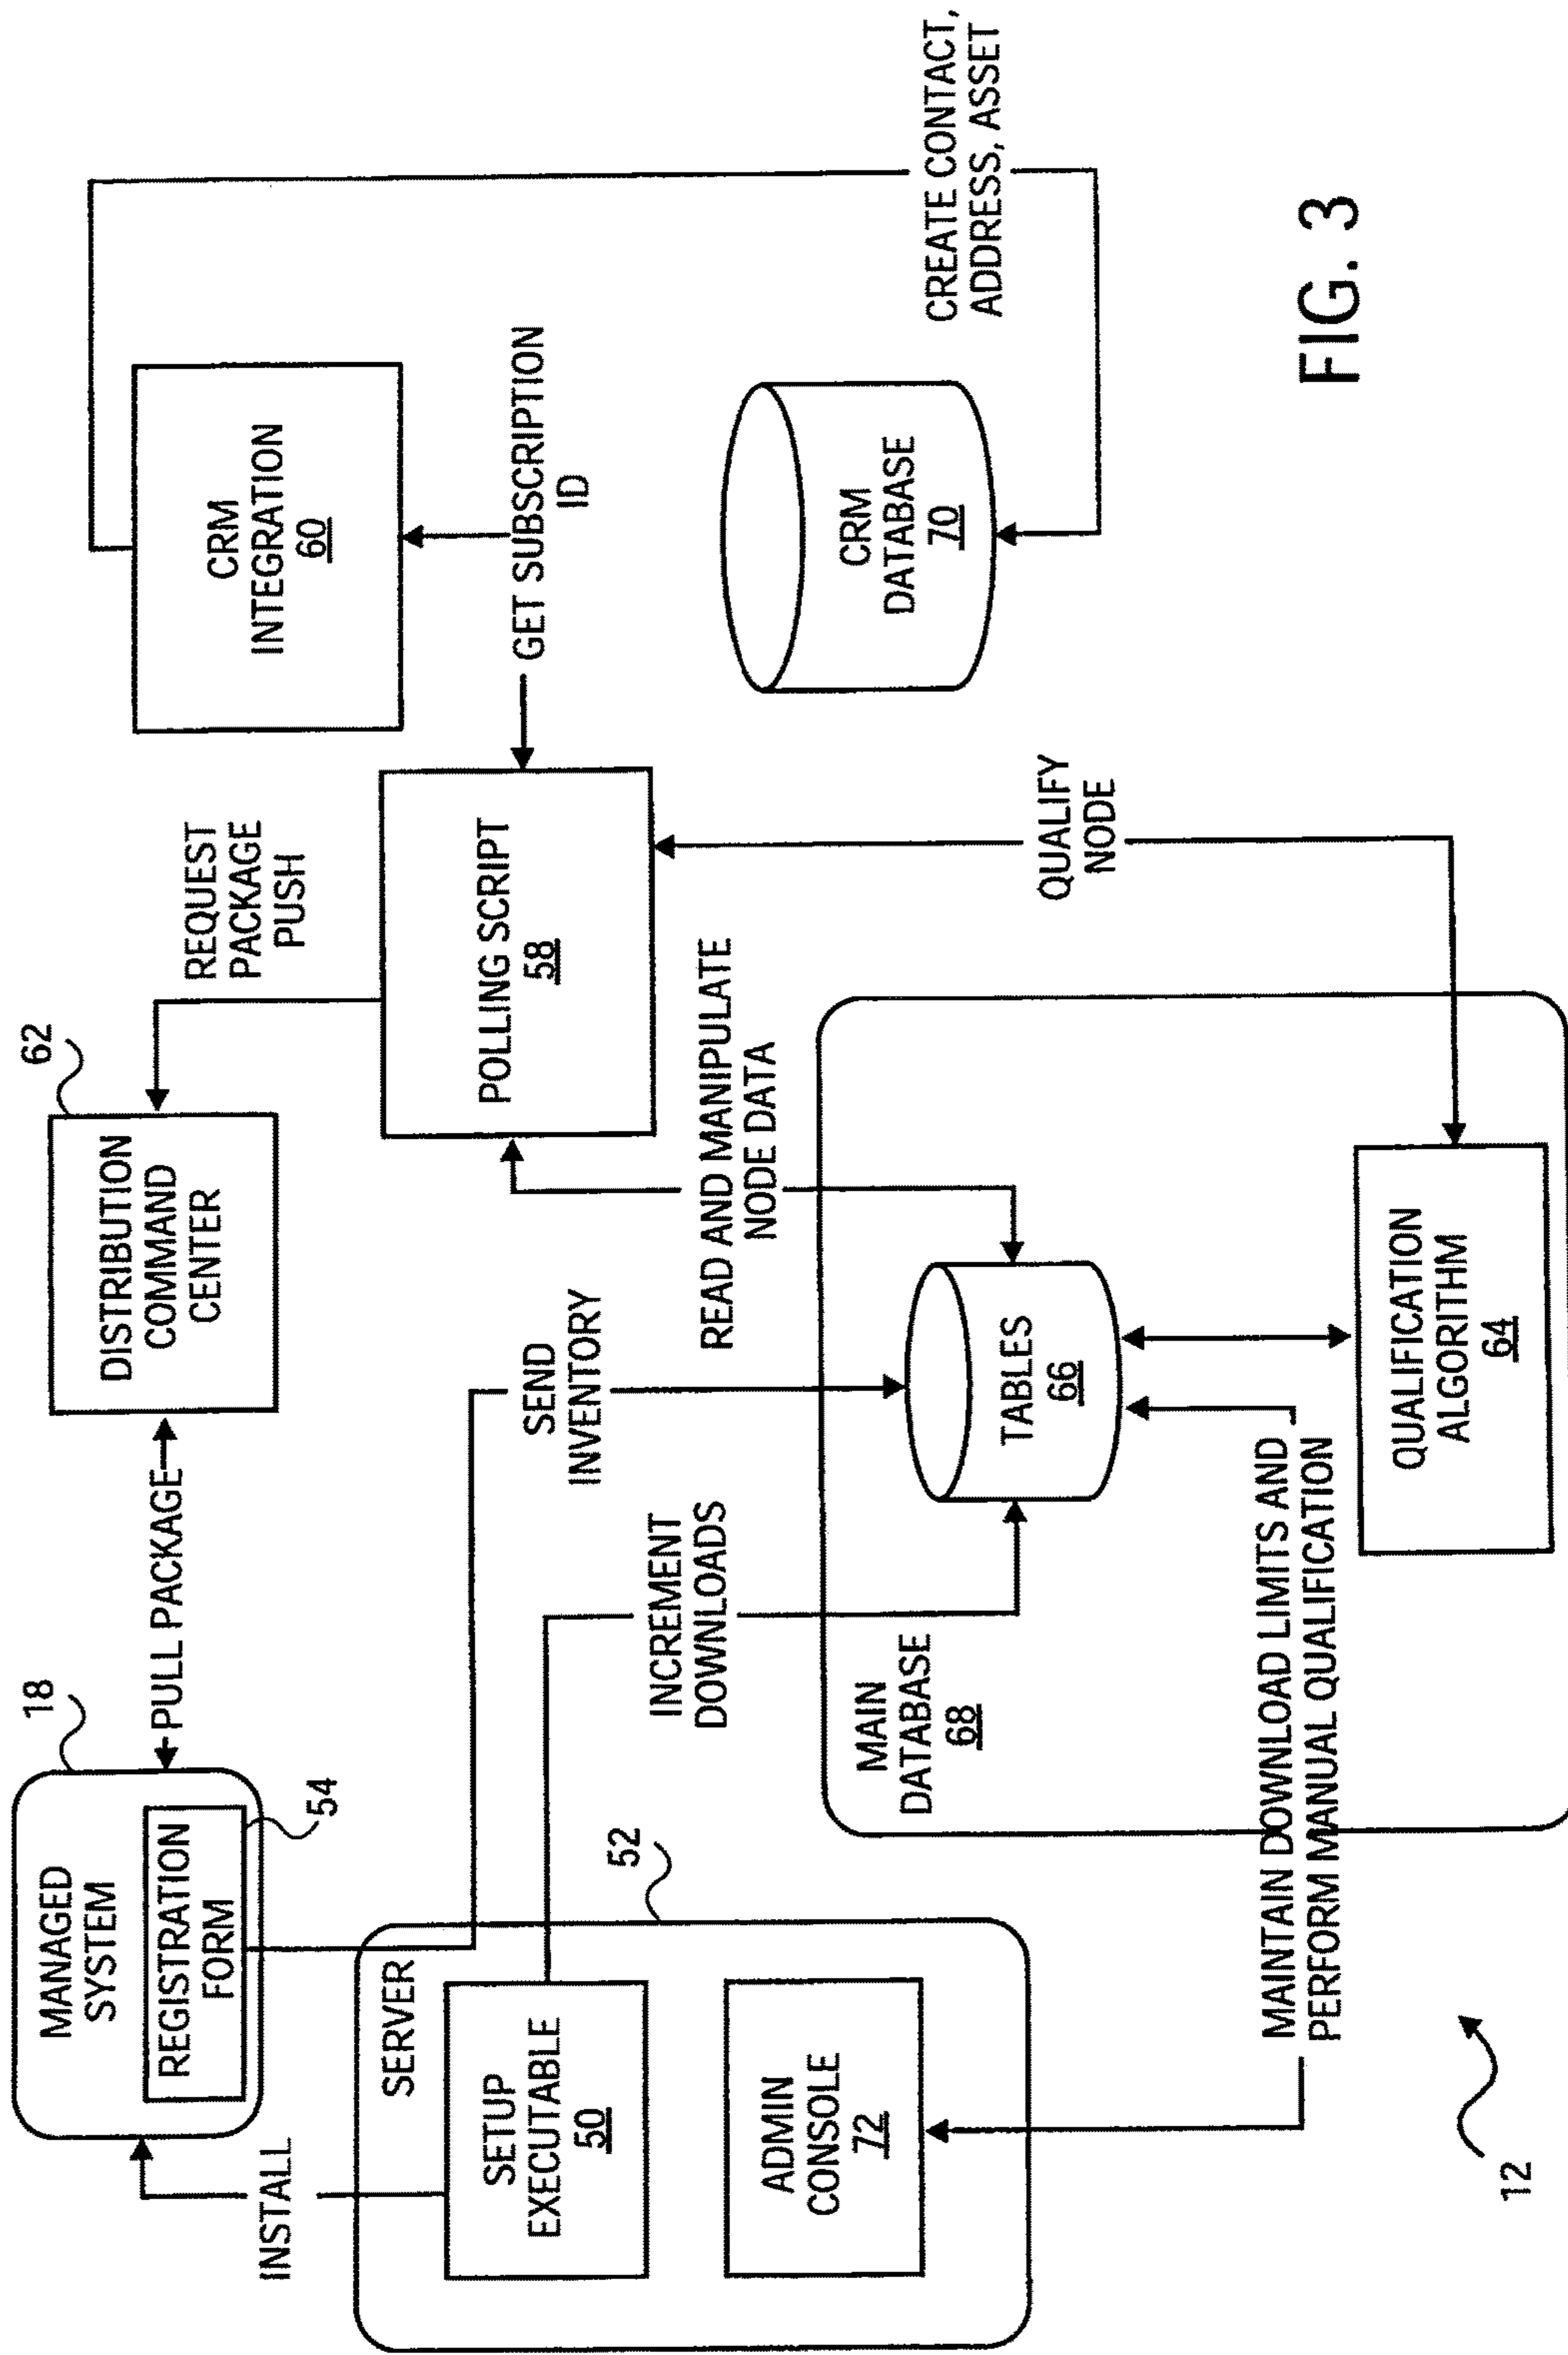 MANAGED
SYSTEM
REGISTRATION
FORM
18
54
PULL PACKAGE
DISTRIBUTION
COMMAND
CENTER
62
REQUEST
PACKAGE
PUSH
CRM
INTEGRATION
60
INSTALL
SERVER
52
SETUP
EXECUTABLE
50
ADMIN
CONSOLE
72
SEND
INVENTORY
INCREMENT
DOWNLOADS
POLLING SCRIPT
58
GET SUBSCRIPTION
ID
READ AND MANIPULATE
NODE DATA
MAIN
DATABASE
68
TABLES
66
QUALIFY
NODE
CRM
DATABASE
70
CREATE CONTACT,
ADDRESS, ASSET
MAINTAIN DOWNLOAD LIMITS AND
PERFORM MANUAL QUALIFICATION
QUALIFICATION
ALGORITHM
64
12
FIG. 3